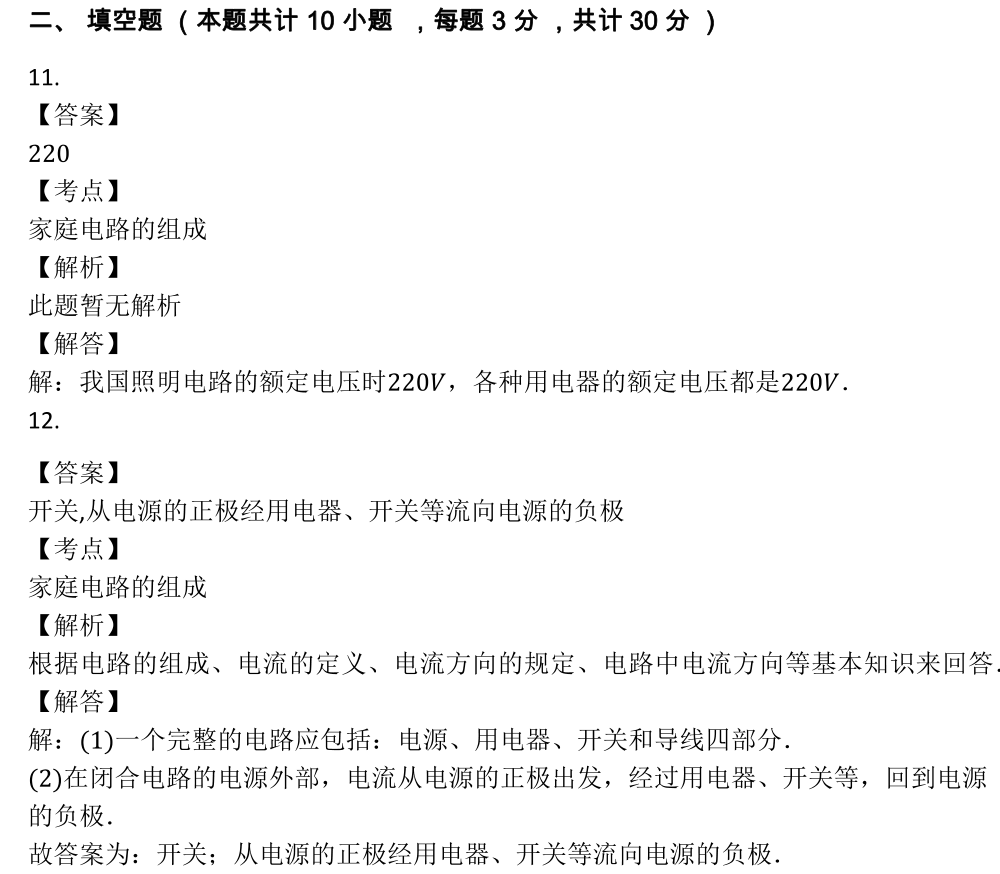 二、 填空题 （本题共计 10 小题 ，每题 3 分 ，共计 30 分 ）
11.
【答案】
220
【考点】
家庭电路的组成
【解析】
此题暂无解析
【解答】
解：我国照明电路的额定电压时220V，各种用电器的额定电压都是220V．
12.
【答案】
开关,从电源的正极经用电器、开关等流向电源的负极
【考点】
家庭电路的组成
【解析】
根据电路的组成、电流的定义、电流方向的规定、电路中电流方向等基本知识来回答．
【解答】
解：(1)一个完整的电路应包括：电源、用电器、开关和导线四部分．
(2)在闭合电路的电源外部，电流从电源的正极出发，经过用电器、开关等，回到电源
的负极．
故答案为：开关；从电源的正极经用电器、开关等流向电源的负极．